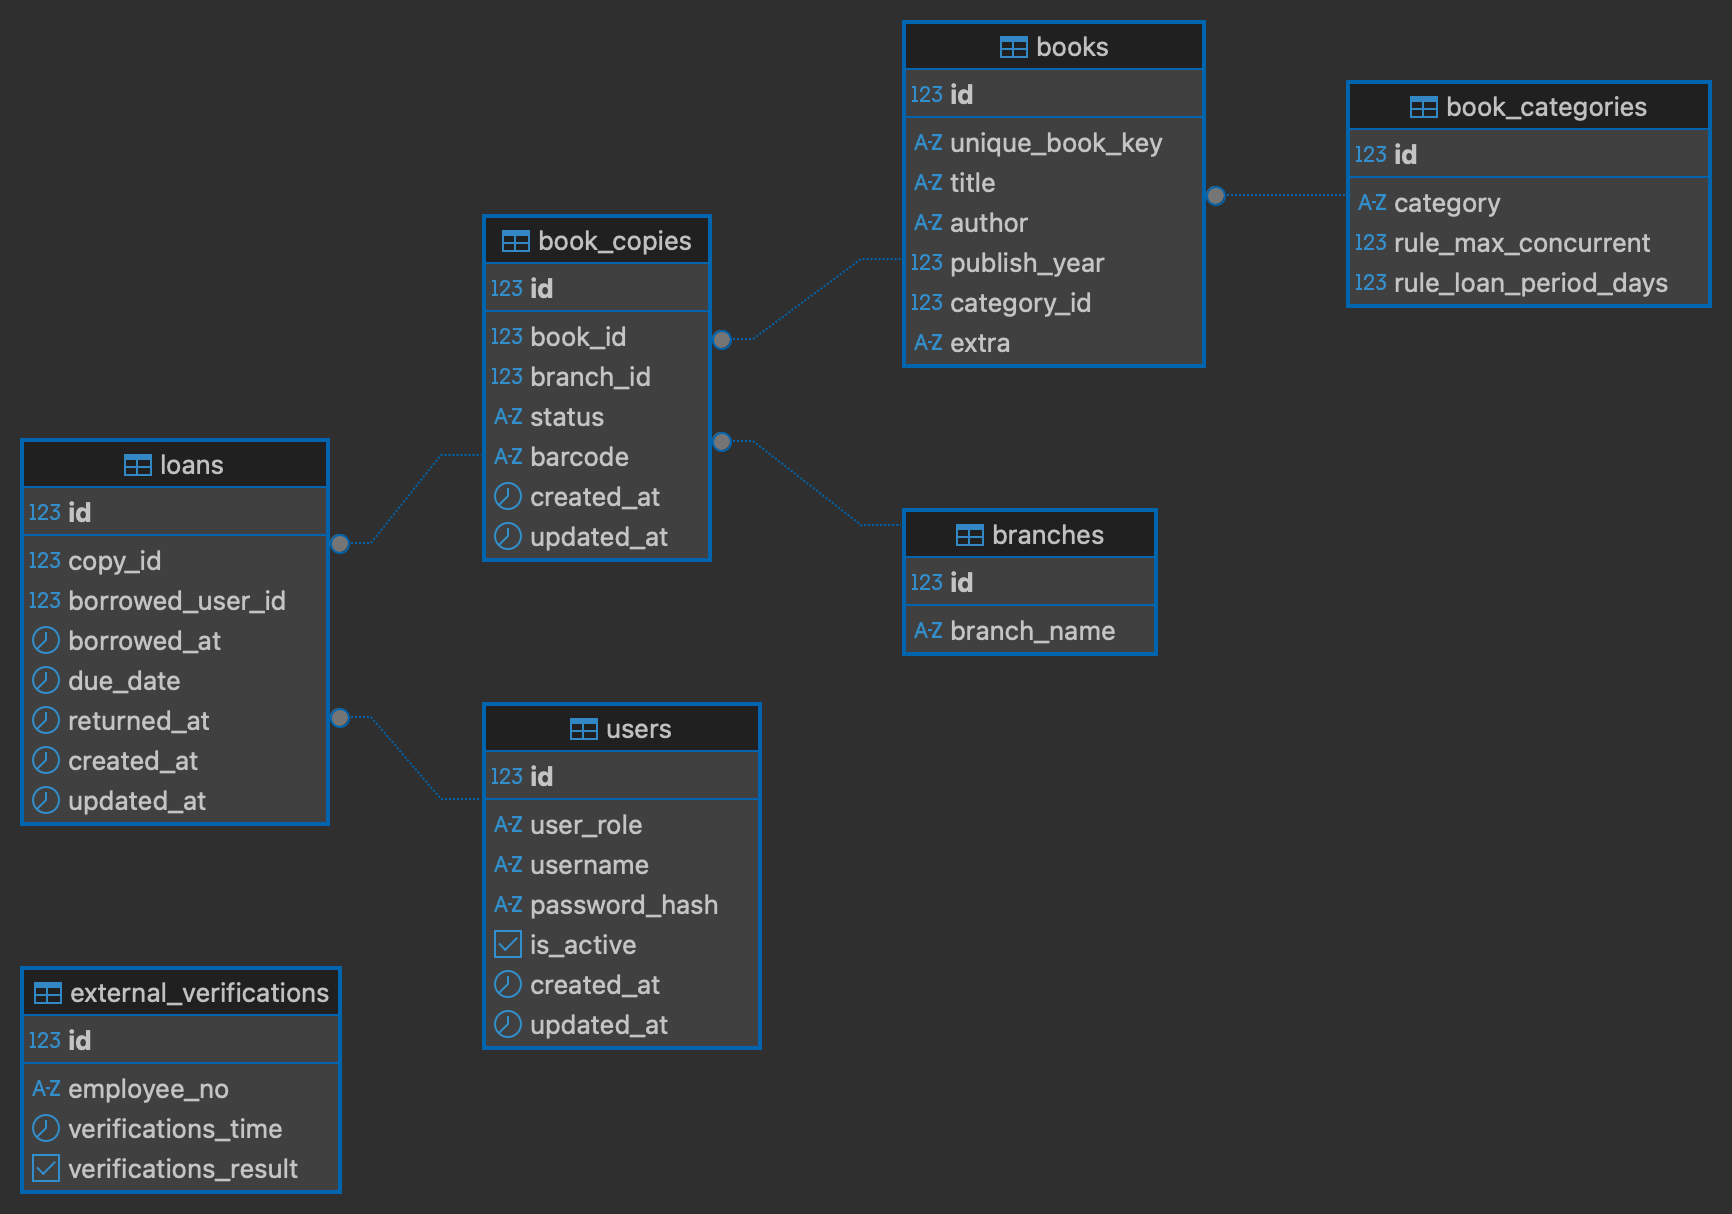 books
123 id
A-Z unique_book_key
A-Z title
A-Z author
123 publish_year
123 category_id
A-Z extra
book_categories
123 id
A-Z category
123 rule_max_concurrent
123 rule_loan_period_days
book_copies
123 id
123 book_id
123 branch_id
A-Z status
A-Z barcode
created_at
updated_at
loans
123 id
123 copy_id
123 borrowed_user_id
borrowed_at
due_date
returned_at
created_at
updated_at
branches
123 id
A-Z branch_name
users
123 id
A-Z user_role
A-Z username
A-Z password_hash
is_active
created_at
updated_at
external_verifications
123 id
A-Z employee_no
verifications_time
verifications_result